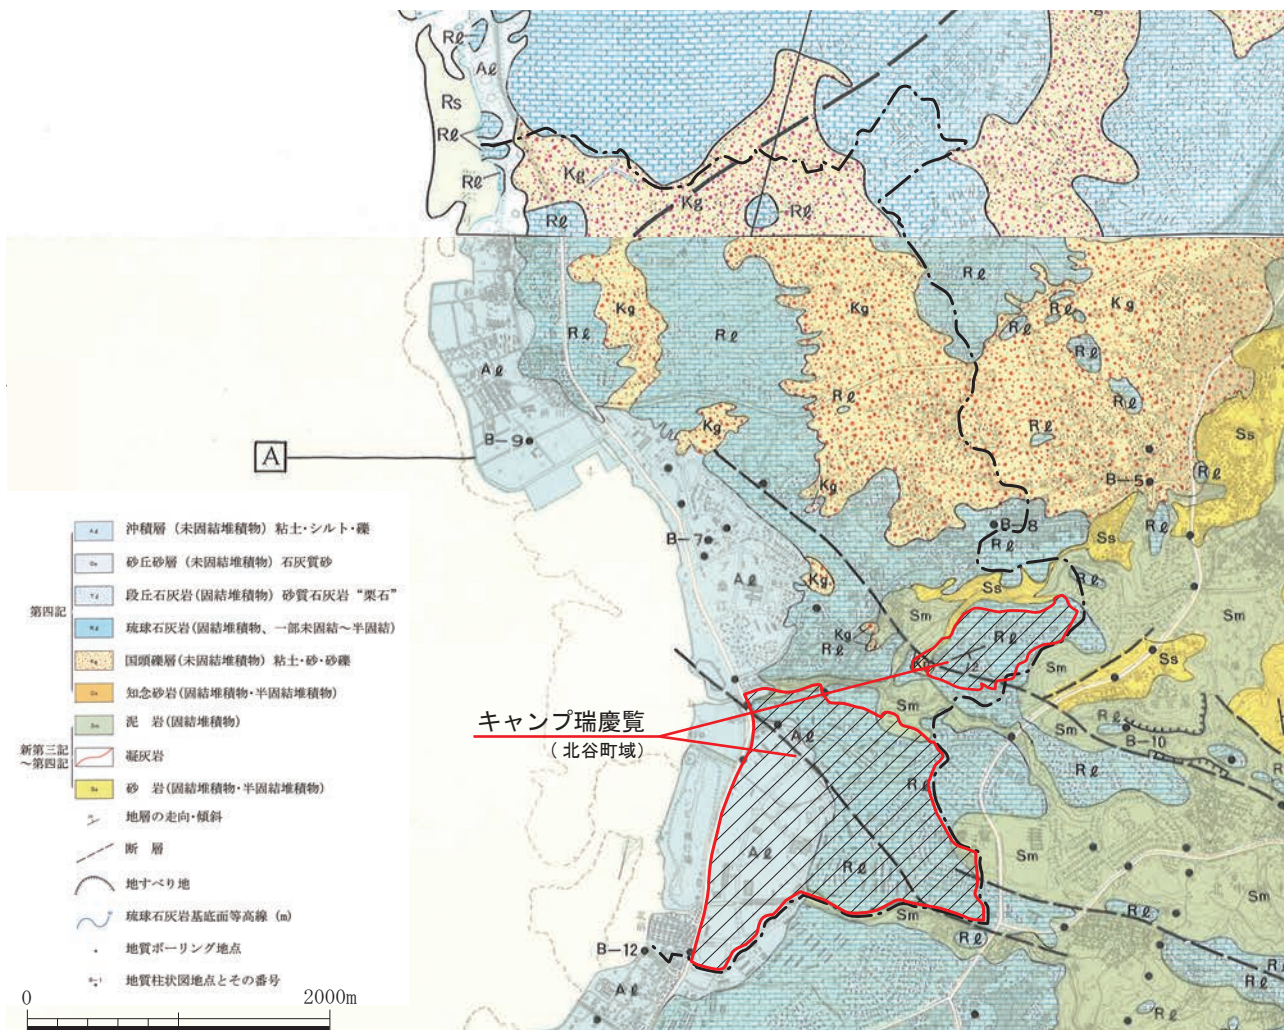 Rℓ
Aℓ
Rs
Rℓ
Rℓ
Kg
Kg
Rℓ
Rℓ
Kg
Rℓ
Rℓ
Kg
Rℓ
Rℓ
Rℓ
Kg
Rℓ
Aℓ
Rℓ
Rℓ
Rℓ
Kg
Ss
A
B-9
Kg
B-5
Rℓ
B-8
Rℓ
Rℓ
Ss
B-7
Aℓ
Kg
Ss
Rℓ
Sm
Kg
Rℓ
Rℓ
12
Sm
Ss
キャンプ瑞慶覧
(北谷町域)
Sm
Aℓ
Rℓ
Sm
Rℓ
B-10
Rℓ
Aℓ
Rℓ
Sm
Sm
Sm
Rℓ
Rℓ
B-12
Aℓ
Rℓ
Rℓ
第四記
沖積層 (未固結堆積物) 粘土・シルト・礫
砂丘砂層 (未固結堆積物) 石灰質砂
段丘石灰岩(固結堆積物) 砂質石灰岩“栗石”
琉球石灰岩(固結堆積物、一部未固結~半固結)
国頭礫層(未固結堆積物) 粘土・砂・砂礫
知念砂岩(固結堆積物・半固結堆積物)
新第三記
~第四記
泥 岩(固結堆積物)
凝灰岩
砂 岩(固結堆積物・半固結堆積物)
地層の走向・傾斜
断 層
地すべり地
琉球石灰岩基底面等高線 (m)
地質ボーリング地点
地質柱状図地点とその番号
0 2000m